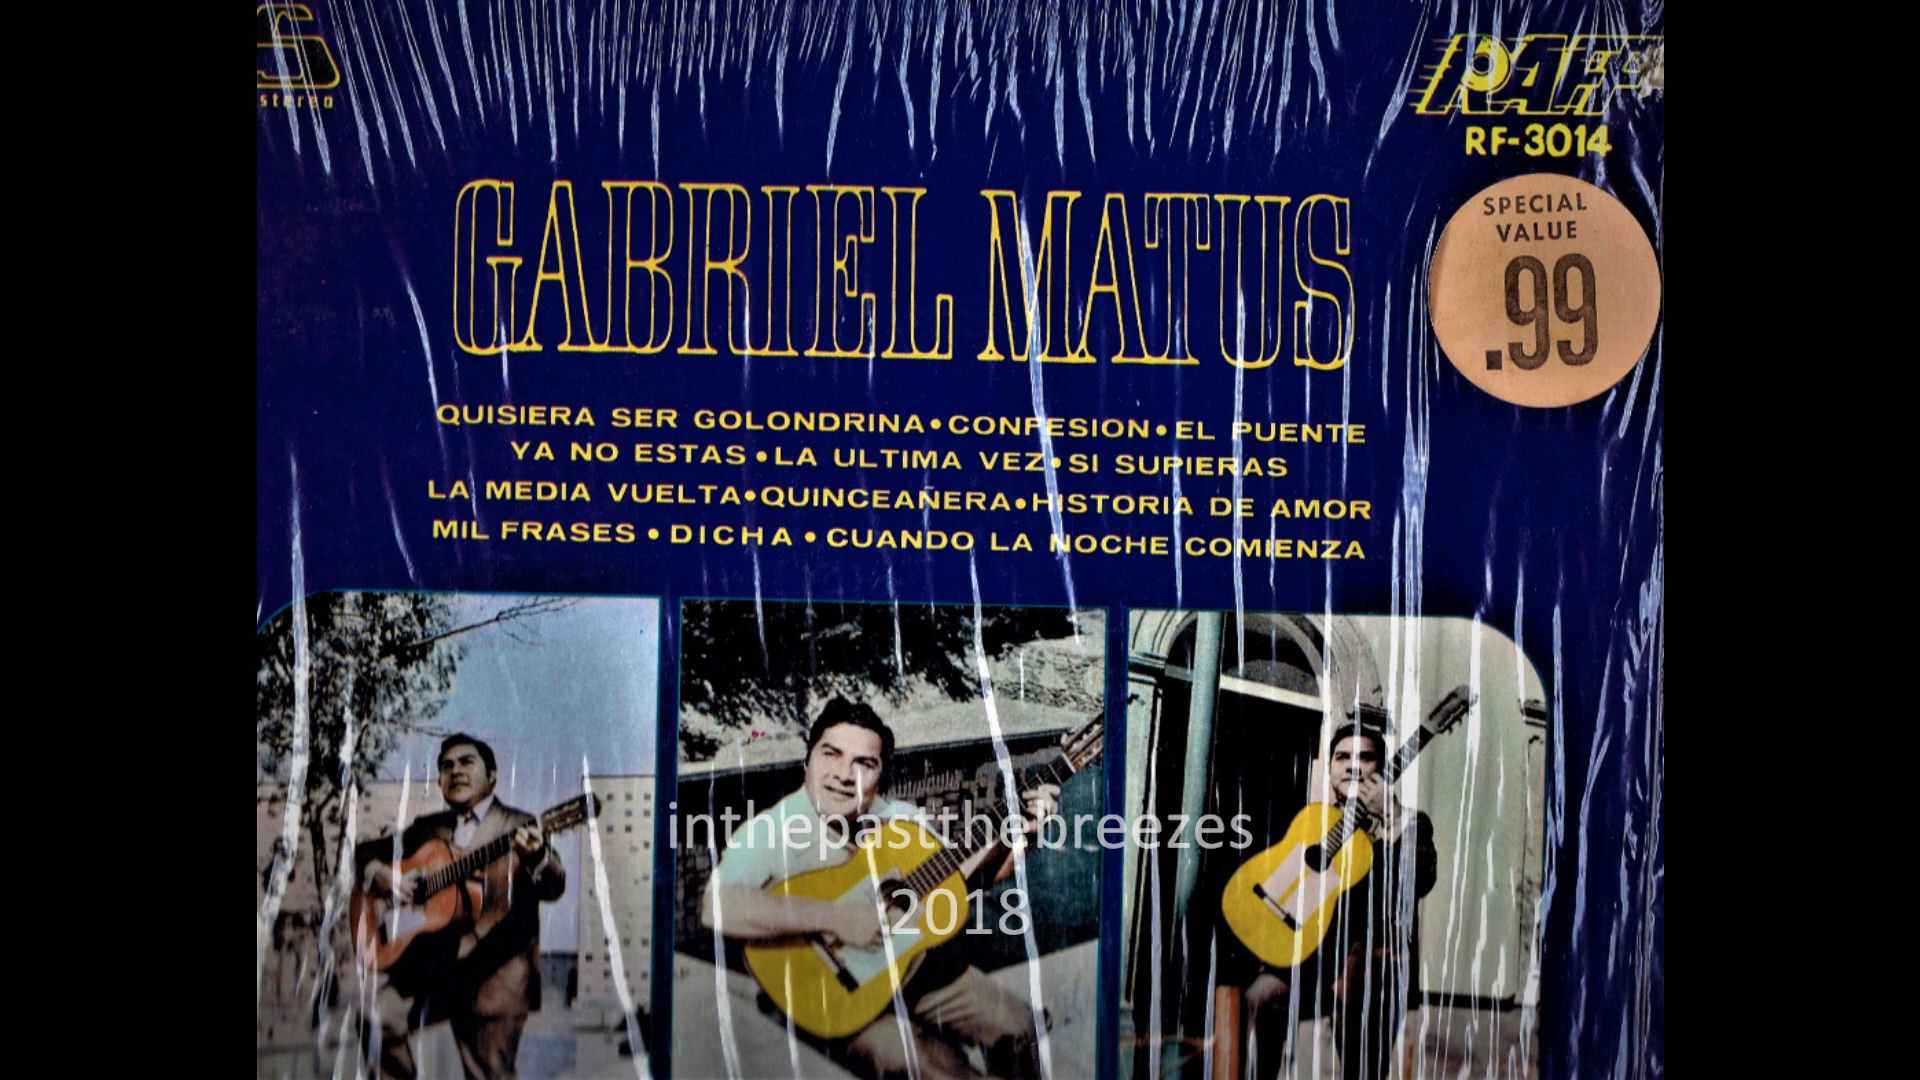 S
stereo
RAFF
RF-3014
SPECIAL
VALUE
.99
GABRIEL MATUS
QUISIERA SER GOLONDRINA•CONFESION•EL PUENTE
YA NO ESTAS•LA ULTIMA VEZ•SI SUPIERAS
LA MEDIA VUELTA•QUINCEAÑERA•HISTORIA DE AMOR
MIL FRASES•DICHA•CUANDO LA NOCHE COMIENZA
inthepastthebreezes
2018